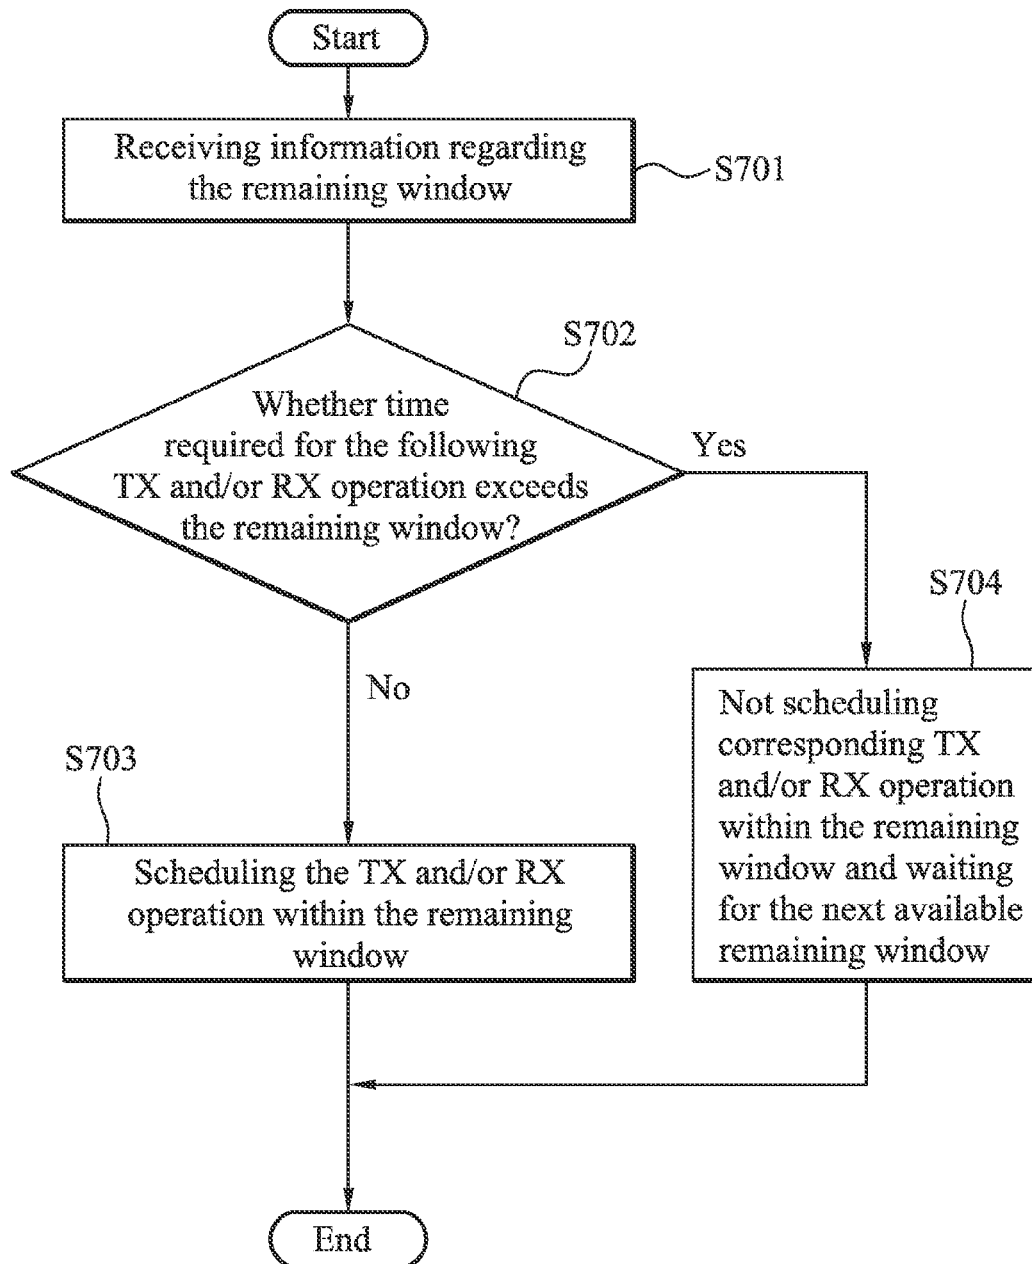 Start
Receiving information regarding
the remaining window
S701
S702
Whether time
required for the following
TX and/or RX operation exceeds
the remaining window?
Yes
No
S704
Not scheduling
corresponding TX
and/or RX operation
within the remaining
window and waiting
for the next available
remaining window
S703
Scheduling the TX and/or RX
operation within the remaining
window
End